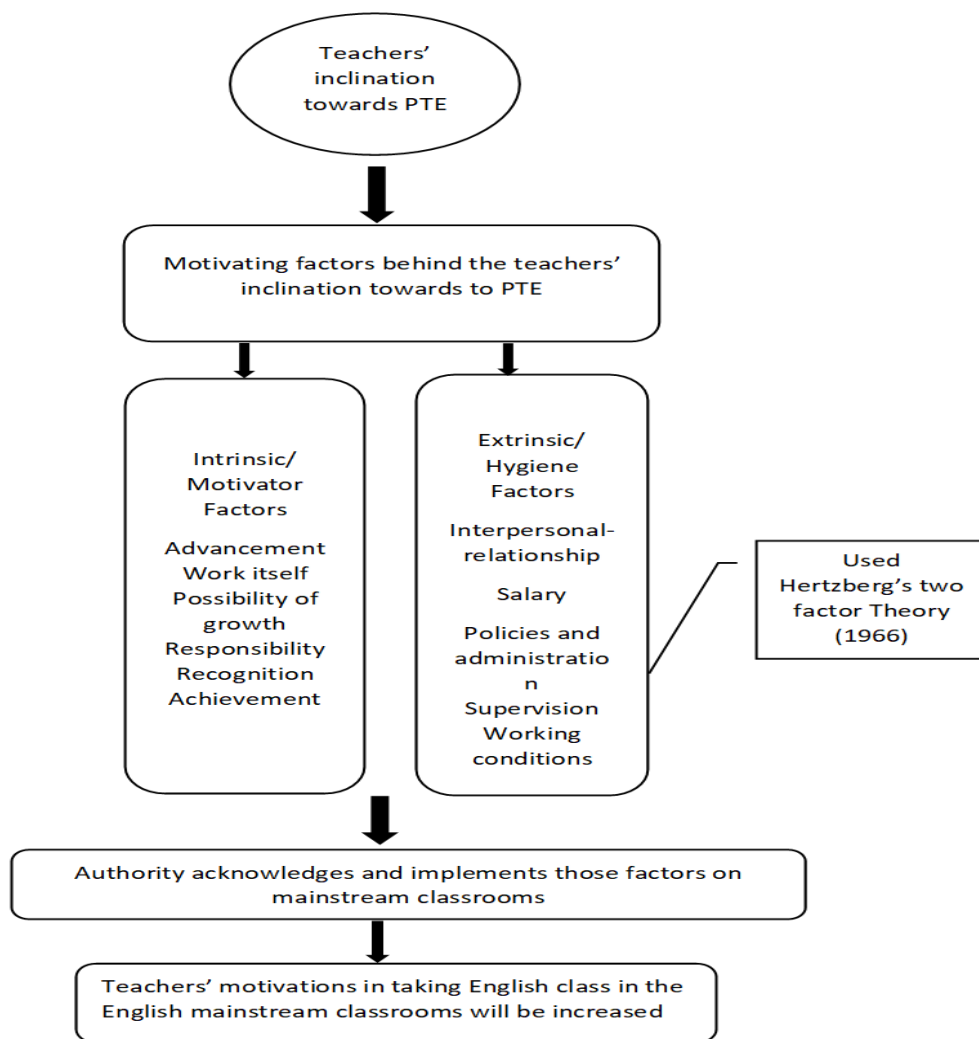 Teachers’
inclination
towards PTE
Motivating factors behind the teachers’
inclination towards to PTE
Intrinsic/
Motivator
Factors
Advancement
Work itself
Possibility of
growth
Responsibility
Recognition
Achievement
Extrinsic/
Hygiene
Factors
Interpersonal-
relationship
Salary
Policies and
administratio
n
Supervision
Working
conditions
Used
Hertzberg’s two
factor Theory
(1966)
Authority acknowledges and implements those factors on
mainstream classrooms
Teachers’ motivations in taking English class in the
English mainstream classrooms will be increased